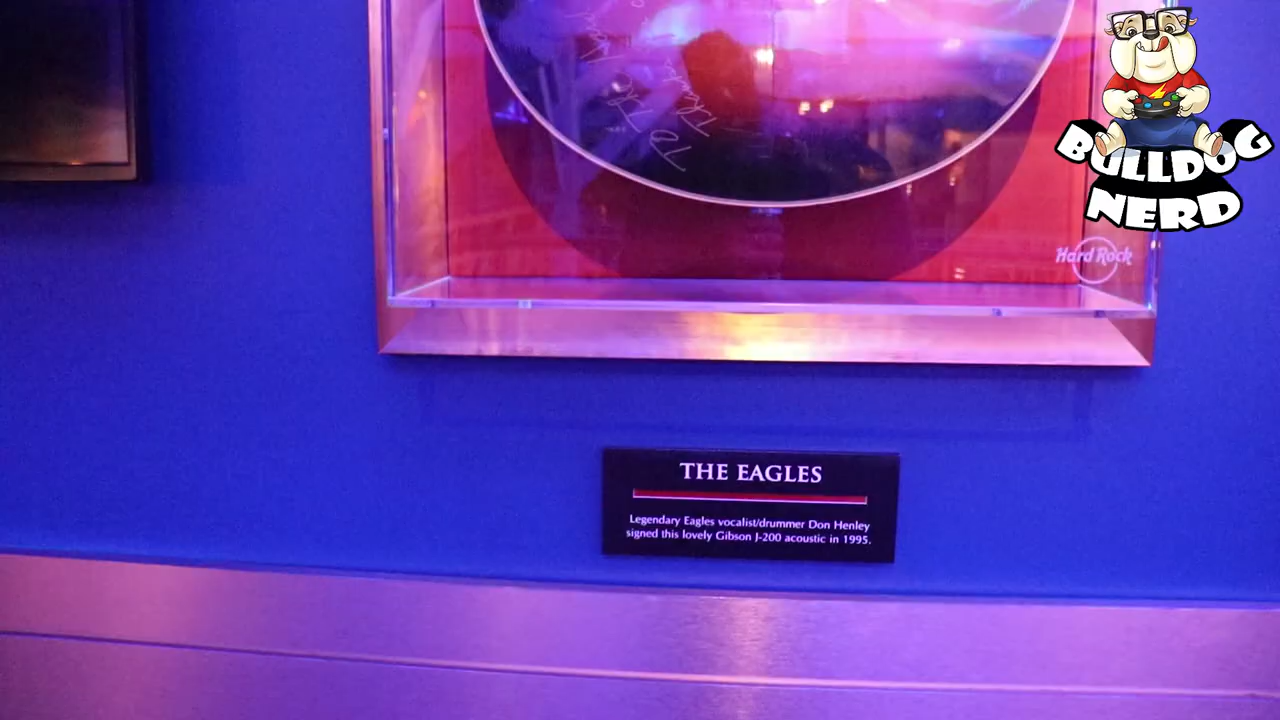 BULLDOG
NERD
Hard Rock
THE EAGLES
Legendary Eagles vocalist/drummer Don Henley
signed this lovely Gibson J-200 acoustic in 1995.